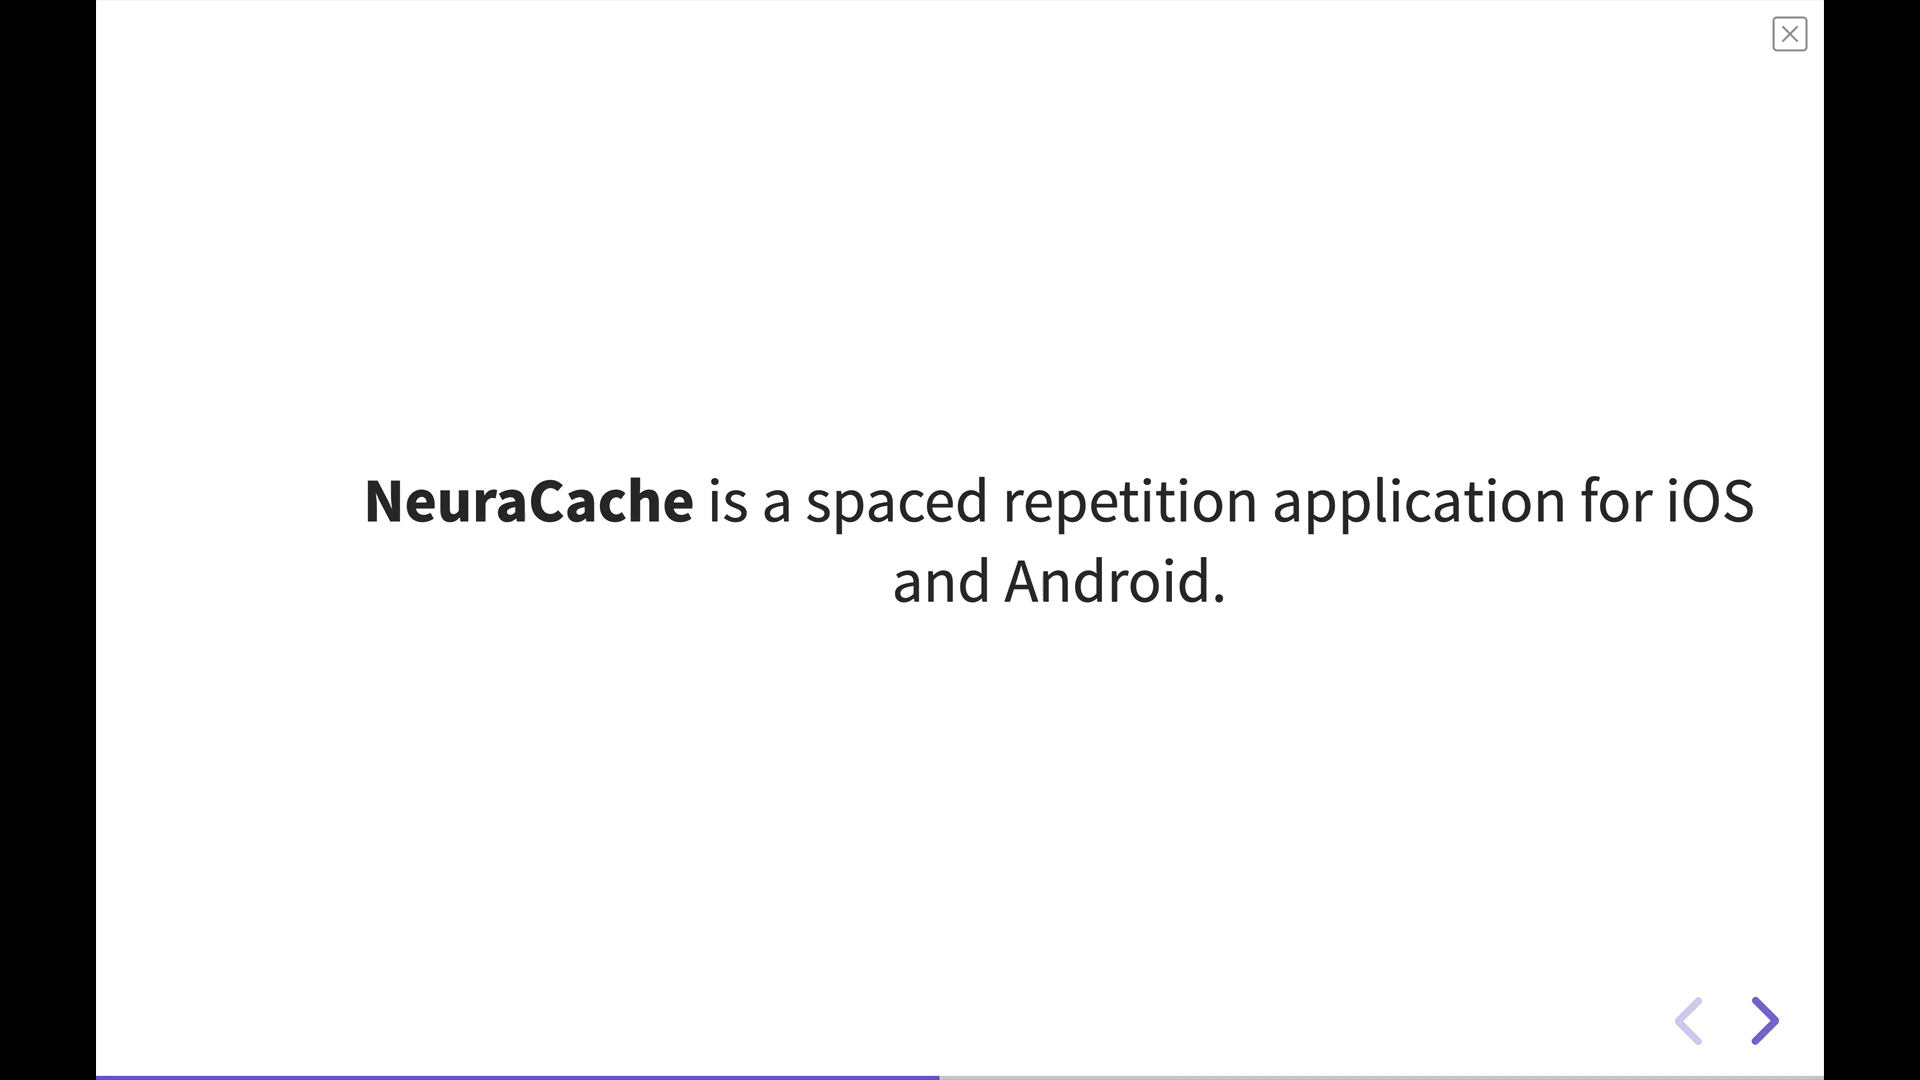 NeuraCache is a spaced repetition application for iOS
and Android.